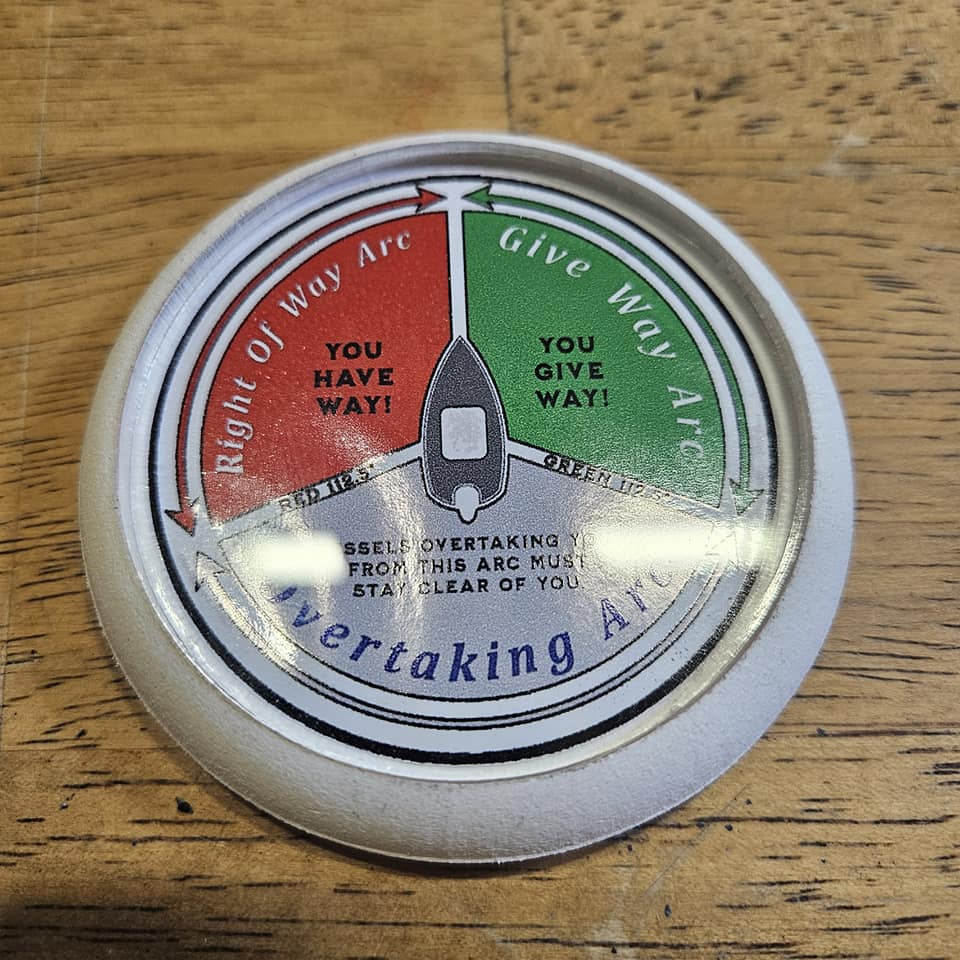 Right Of Way Arc
Give Way Arc
YOU
HAVE
WAY!
YOU
GIVE
WAY!
RED 112.5°
GREEN 112.5°
OVERTAKING
FROM THIS ARC MUST
STAY CLEAR OF YOU
Overtaking Arc